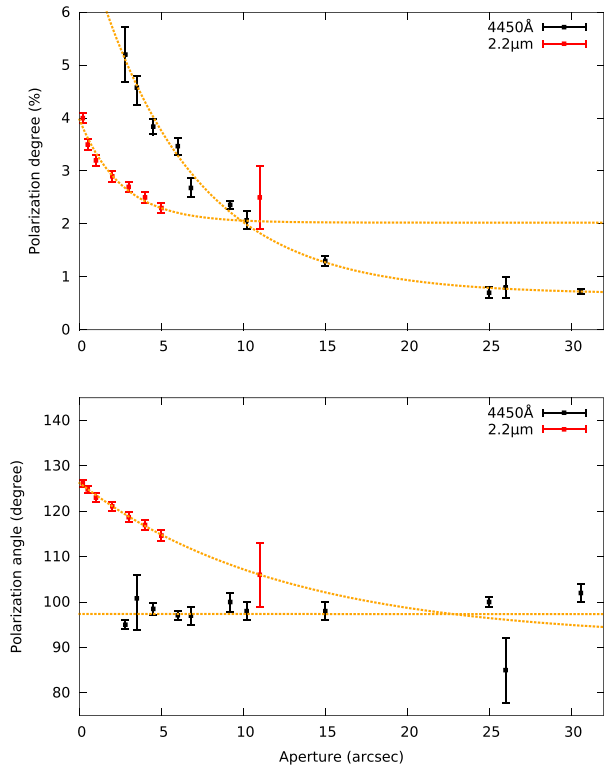 6
5
4
3
2
1
0
Polarization degree (%)
4450Å
2.2µm
0 5 10 15 20 25 30
140
130
120
110
100
90
80
Polarization angle (degree)
4450Å
2.2µm
0 5 10 15 20 25 30
Aperture (arcsec)